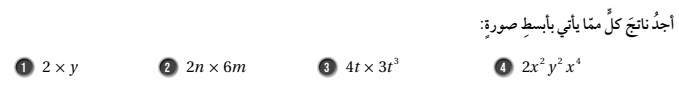 أجدُ ناتجَ كلٍّ ممّا يأتي بأبسطِ صورةٍ:
1 2 × y 2 2n × 6m 3 4t × 3t³ 4 2x² y² x⁴